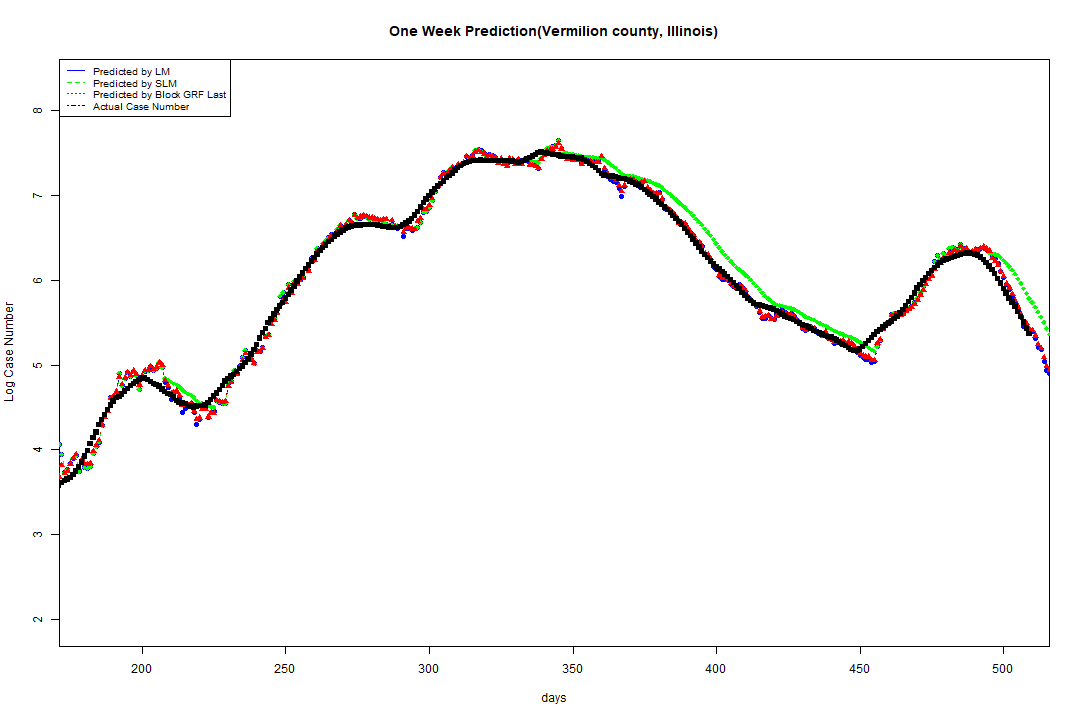 One Week Prediction(Vermilion county, Illinois)
Predicted by LM
Predicted by SLM
Predicted by Block GRF Last
Actual Case Number
8
7
6
5
4
3
2
Log Case Number
200 250 300 350 400 450 500
days